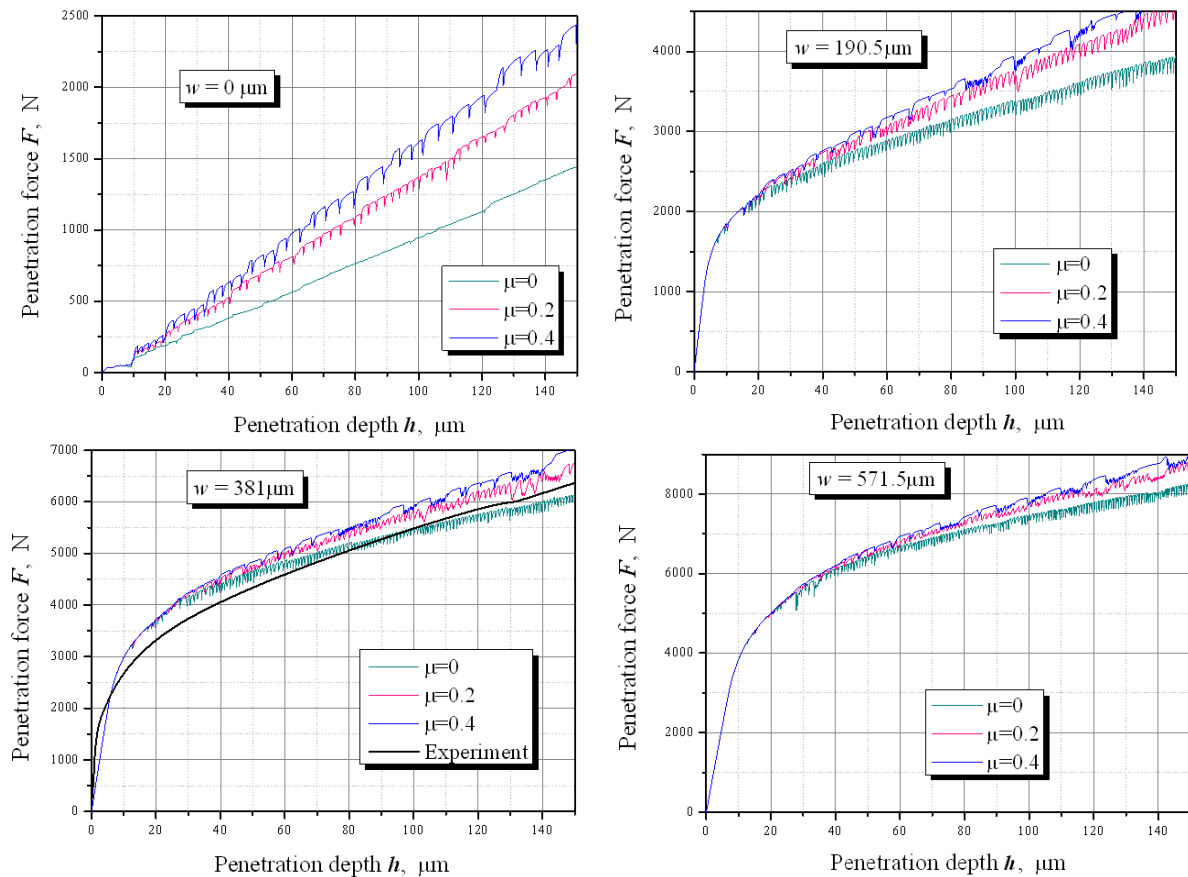 Penetration force F, N
2500
2000
1500
1000
500
0
w = 0 μm
μ=0
μ=0.2
μ=0.4
0 20 40 60 80 100 120 140
Penetration depth h, μm
Penetration force F, N
4000
3000
2000
1000
0
w = 190.5μm
μ=0
μ=0.2
μ=0.4
0 20 40 60 80 100 120 140
Penetration depth h, μm
Penetration force F, N
7000
6000
5000
4000
3000
2000
1000
0
w = 381μm
μ=0
μ=0.2
μ=0.4
Experiment
0 20 40 60 80 100 120 140
Penetration depth h, μm
Penetration force F, N
8000
6000
4000
2000
0
w = 571.5μm
μ=0
μ=0.2
μ=0.4
0 20 40 60 80 100 120 140
Penetration depth h, μm